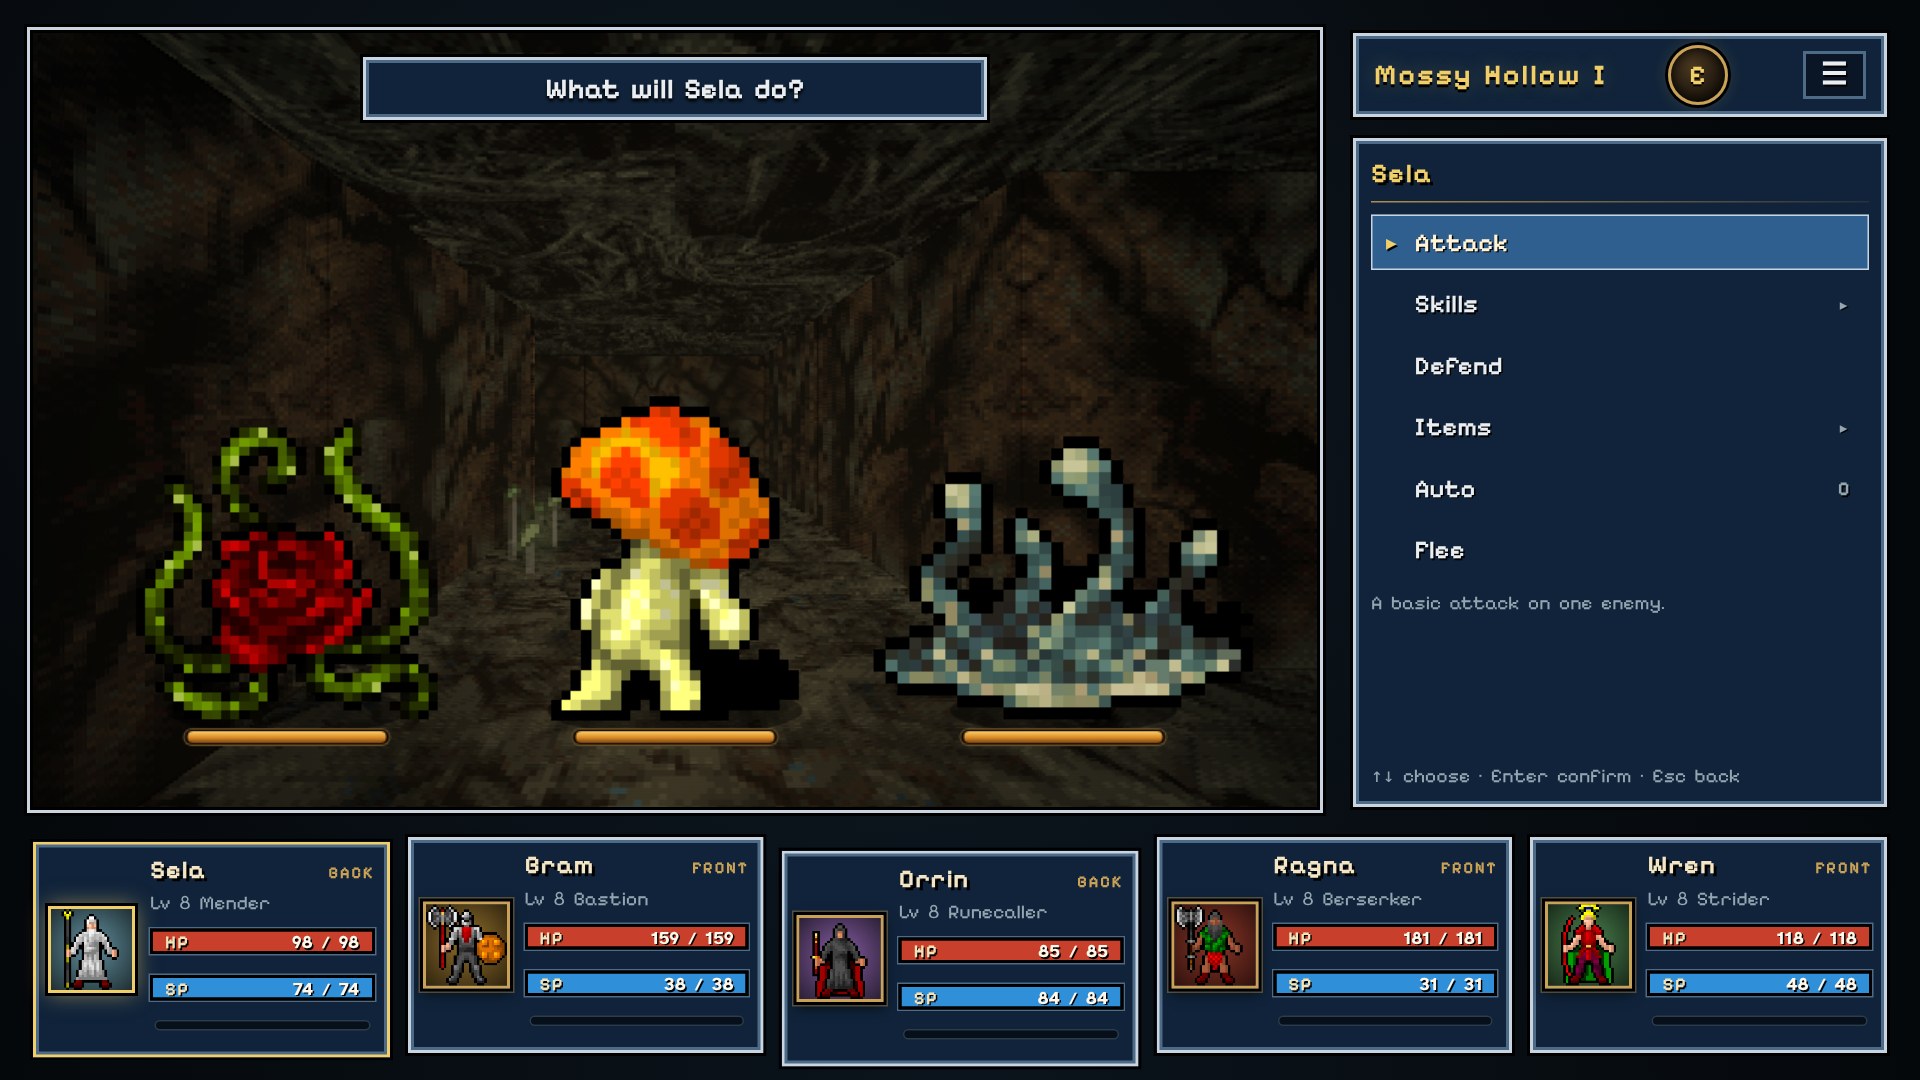 What will Sela do?
Mossy Hollow I
E
Sela
Attack
Skills
Defend
Items
Auto
0
Flee
A basic attack on one enemy.
↑↓ choose · Enter confirm · Esc back
Sela
BACK
Lv 8 Mender
HP 98 / 98
SP 74 / 74
Bram
FRONT
Lv 8 Bastion
HP 159 / 159
SP 38 / 38
Orrin
BACK
Lv 8 Runecaller
HP 85 / 85
SP 84 / 84
Ragna
FRONT
Lv 8 Berserker
HP 181 / 181
SP 31 / 31
Wren
FRONT
Lv 8 Strider
HP 118 / 118
SP 48 / 48